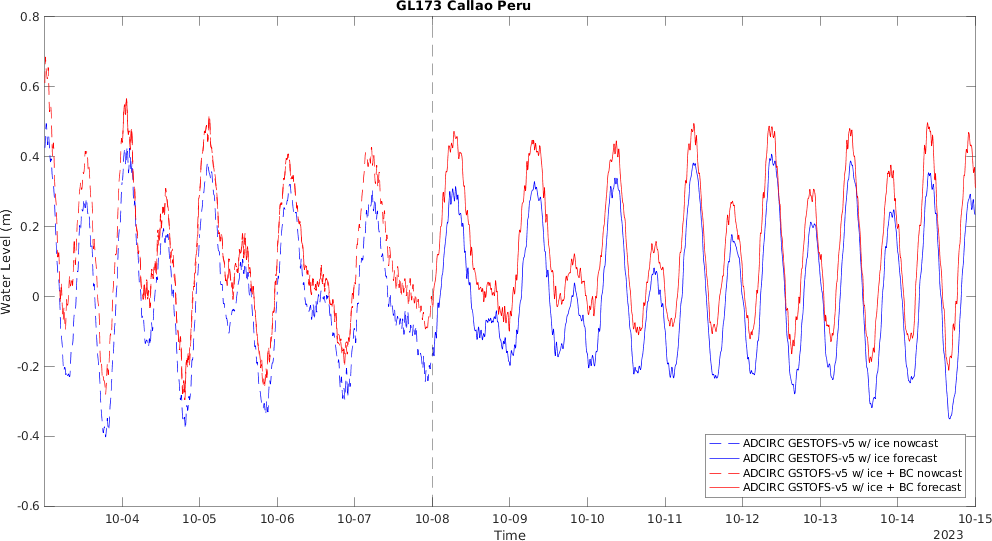 GL173 Callao Peru
Water Level (m)
0.8
0.6
0.4
0.2
0
-0.2
-0.4
-0.6
ADCIRC GESTOFS-v5 w/ ice nowcast
ADCIRC GESTOFS-v5 w/ ice forecast
ADCIRC GSTOFS-v5 w/ ice + BC nowcast
ADCIRC GSTOFS-v5 w/ ice + BC forecast
10-04 10-05 10-06 10-07 10-08 10-09 10-10 10-11 10-12 10-13 10-14 10-15
Time
2023